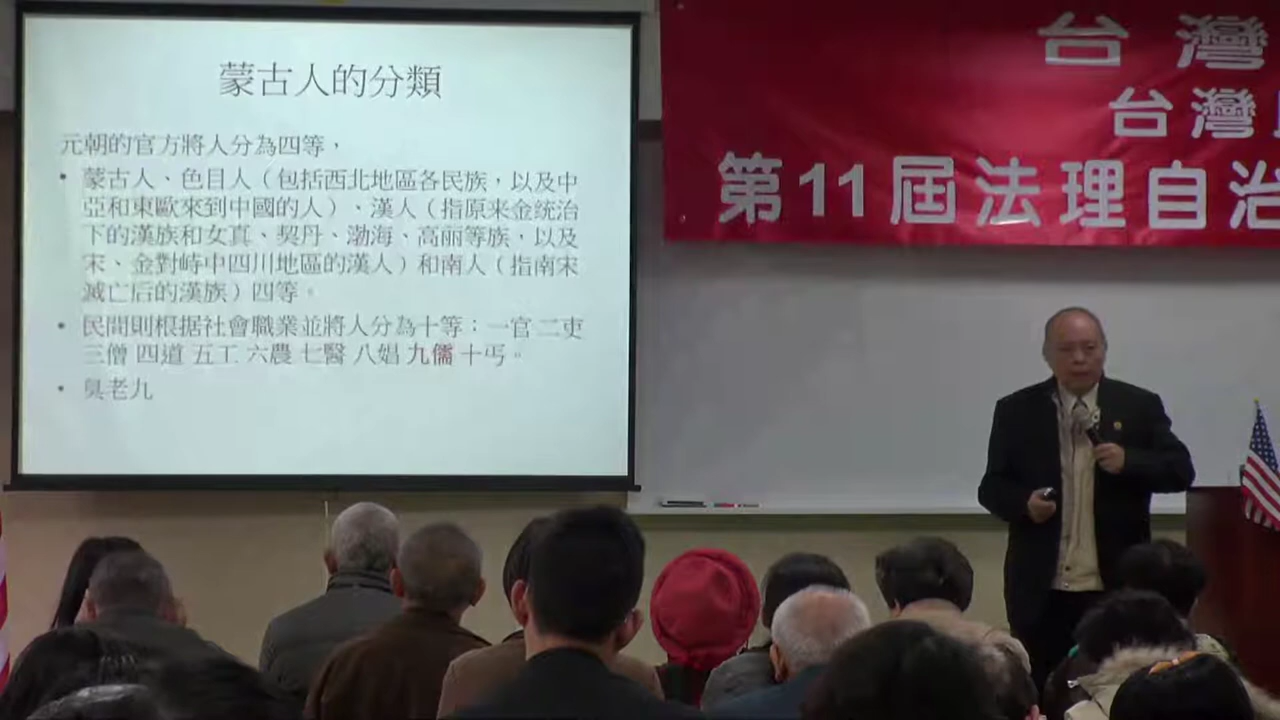 蒙古人的分類
元朝的官方將人分為四等，
• 蒙古人、色目人（包括西北地區各民族，以及中
亞和東歐來到中國的人）、漢人（指原来金統治
下的漢族和女真、契丹、渤海、高丽等族，以及
宋、金對峙中四川地區的漢人）和南人（指南宋
滅亡后的漢族）四等。
• 民間則根据社會職業並將人分為十等：一官 二吏
三僧 四道 五工 六農 七醫 八娼 九儒 十丐。
• 臭老九
台灣
台灣
第11屆法理自治